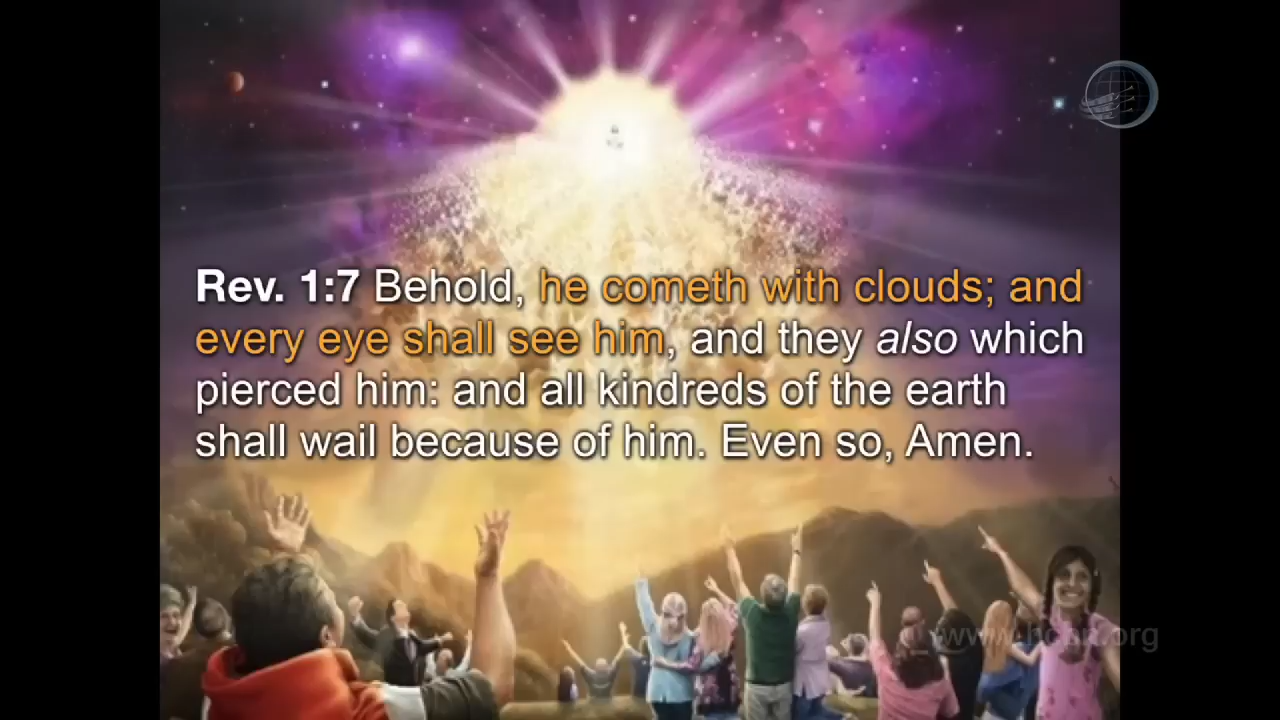 Rev. 1:7 Behold, he cometh with clouds; and
every eye shall see him, and they also which
pierced him: and all kindreds of the earth
shall wail because of him. Even so, Amen.